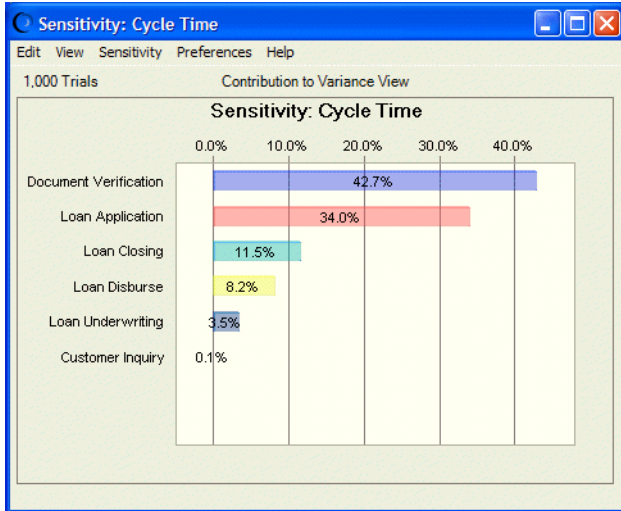 Sensitivity: Cycle Time
Edit View Sensitivity Preferences Help
1,000 Trials Contribution to Variance View
Sensitivity: Cycle Time
0.0% 10.0% 20.0% 30.0% 40.0%
Document Verification 42.7%
Loan Application 34.0%
Loan Closing 11.5%
Loan Disburse 8.2%
Loan Underwriting 3.5%
Customer Inquiry 0.1%